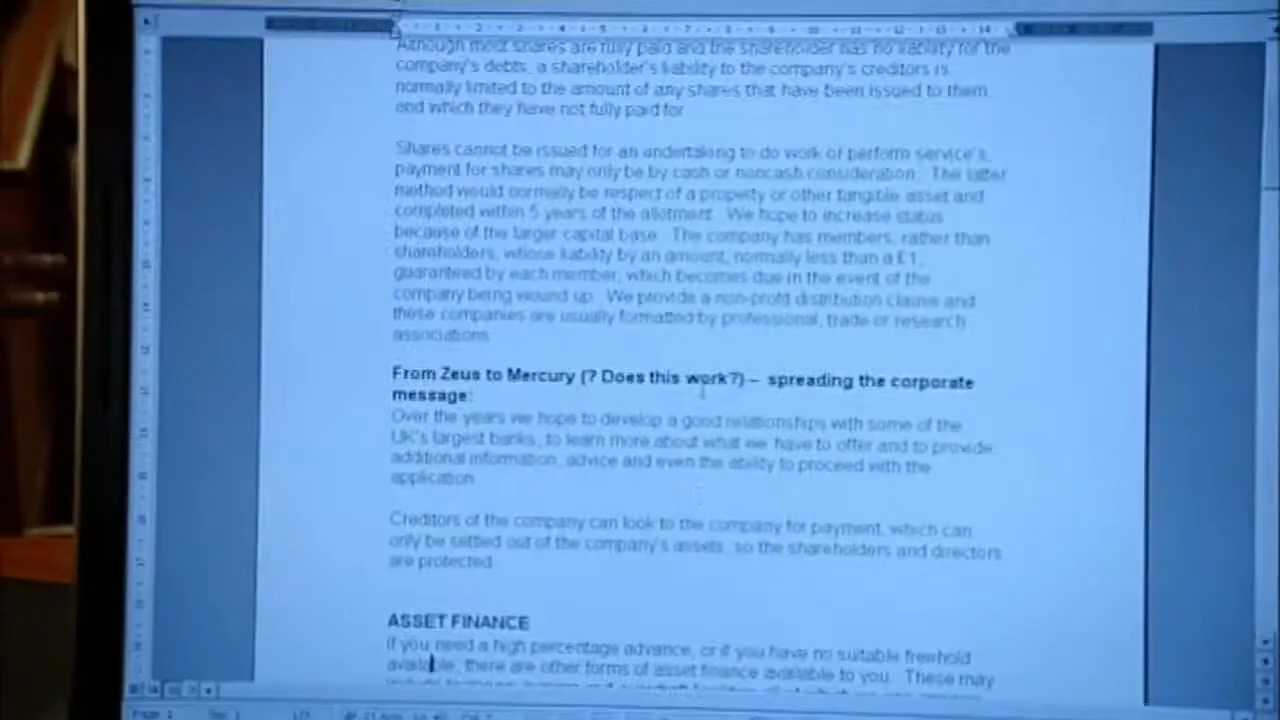 Although most shares are fully paid and the shareholder has no liability for the
company's debts, a shareholder's liability to the company's creditors is
normally limited to the amount of any shares that have been issued to them
and which they have not fully paid for
Shares cannot be issued for an undertaking to do work or perform service's,
payment for shares may only be by cash or noncash consideration. The latter
method would normally be respect of a property or other tangible asset and
completed within 5 years of the allotment. We hope to increase status
because of the larger capital base. The company has members, rather than
shareholders, whose liability by an amount, normally less than a £1,
guaranteed by each member, which becomes due in the event of the
company being wound up. We provide a non-profit distribution clause and
these companies are usually formatted by professional, trade or research
associations.
From Zeus to Mercury (? Does this work?) – spreading the corporate
message:
Over the years we hope to develop a good relationships with some of the
UK's largest banks, to learn more about what we have to offer and to provide
additional information, advice and even the ability to proceed with the
application
Creditors of the company can look to the company for payment, which can
only be settled out of the company's assets, so the shareholders and directors
are protected.
ASSET FINANCE
If you need a high percentage advance, or if you have no suitable freehold
available, there are other forms of asset finance available to you. These may